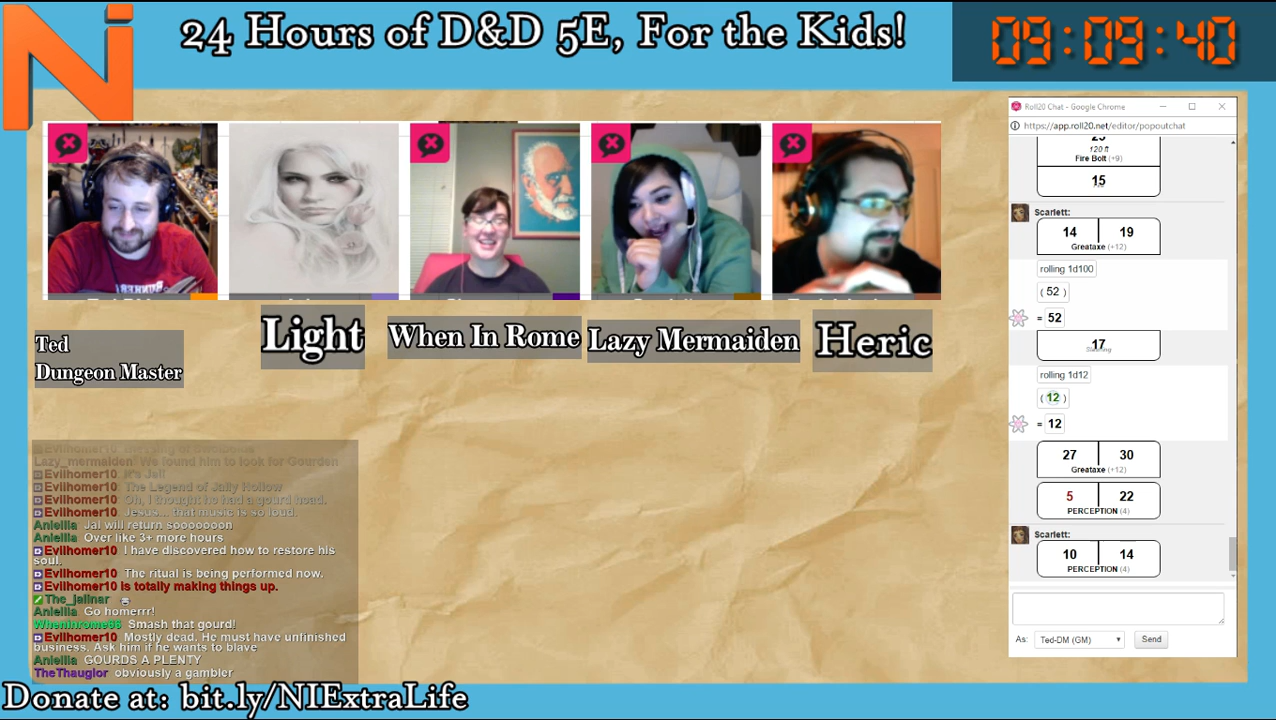 Ni
24 Hours of D&D 5E, For the Kids!
09:09:40
Ted
Dungeon Master
Light
When In Rome
Lazy Mermaiden
Heric
Lazy_mermaiden: We found him to look for Gourden
Evilhomer10 It's Jall
Evilhomer10 The Legend of Jally Hollow
Evilhomer10 Oh, I thought he had a gourd head.
Evilhomer10 Jesus... that music is so loud.
Aniellia Jal will return sooooooon
Aniellia Over like 3+ more hours
Evilhomer10 I have discovered how to restore his
soul.
Evilhomer10 The ritual is being performed now.
Evilhomer10 is totally making things up.
The_jalinar
Aniellia Go homerrr!
Wheninrome66 Smash that gourd!
Evilhomer10 Mostly dead. He must have unfinished
business. Ask him if he wants to blave
Aniellia GOURDS A PLENTY
TheThaugior obviously a gambler
Donate at: bit.ly/NIExtraLife
Roll20 Chat - Google Chrome
https://app.roll20.net/editor/popoutchat
120 ft
Fire Bolt (+9)
15
Scarlett:
14 19
Greataxe (+12)
rolling 1d100
( 52 )
= 52
17
rolling 1d12
( 12 )
= 12
27 30
Greataxe (+12)
5 22
PERCEPTION (4)
Scarlett:
10 14
PERCEPTION (4)
As: Ted-DM (GM) Send